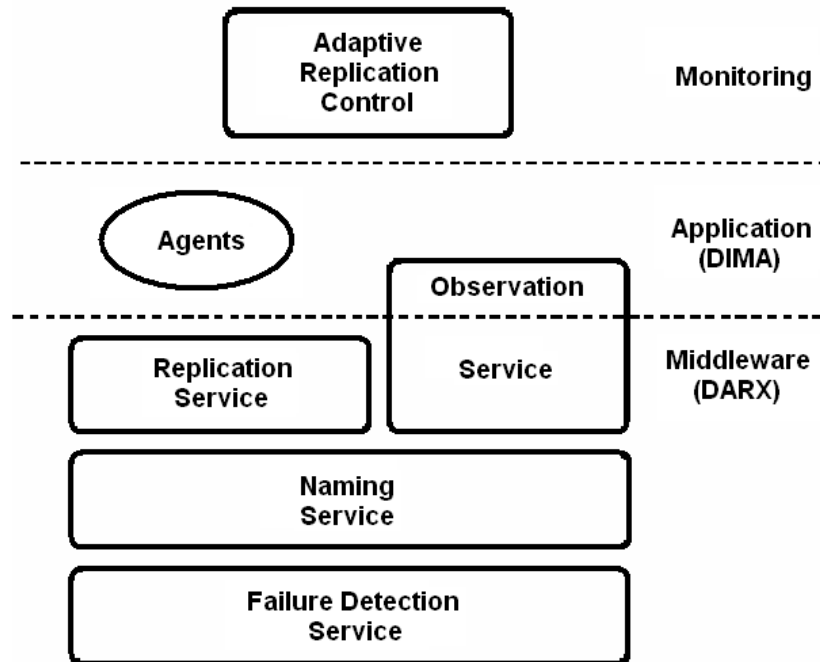 Adaptive
Replication
Control
Monitoring
Agents
Application
(DIMA)
Observation
Service
Replication
Service
Middleware
(DARX)
Naming
Service
Failure Detection
Service